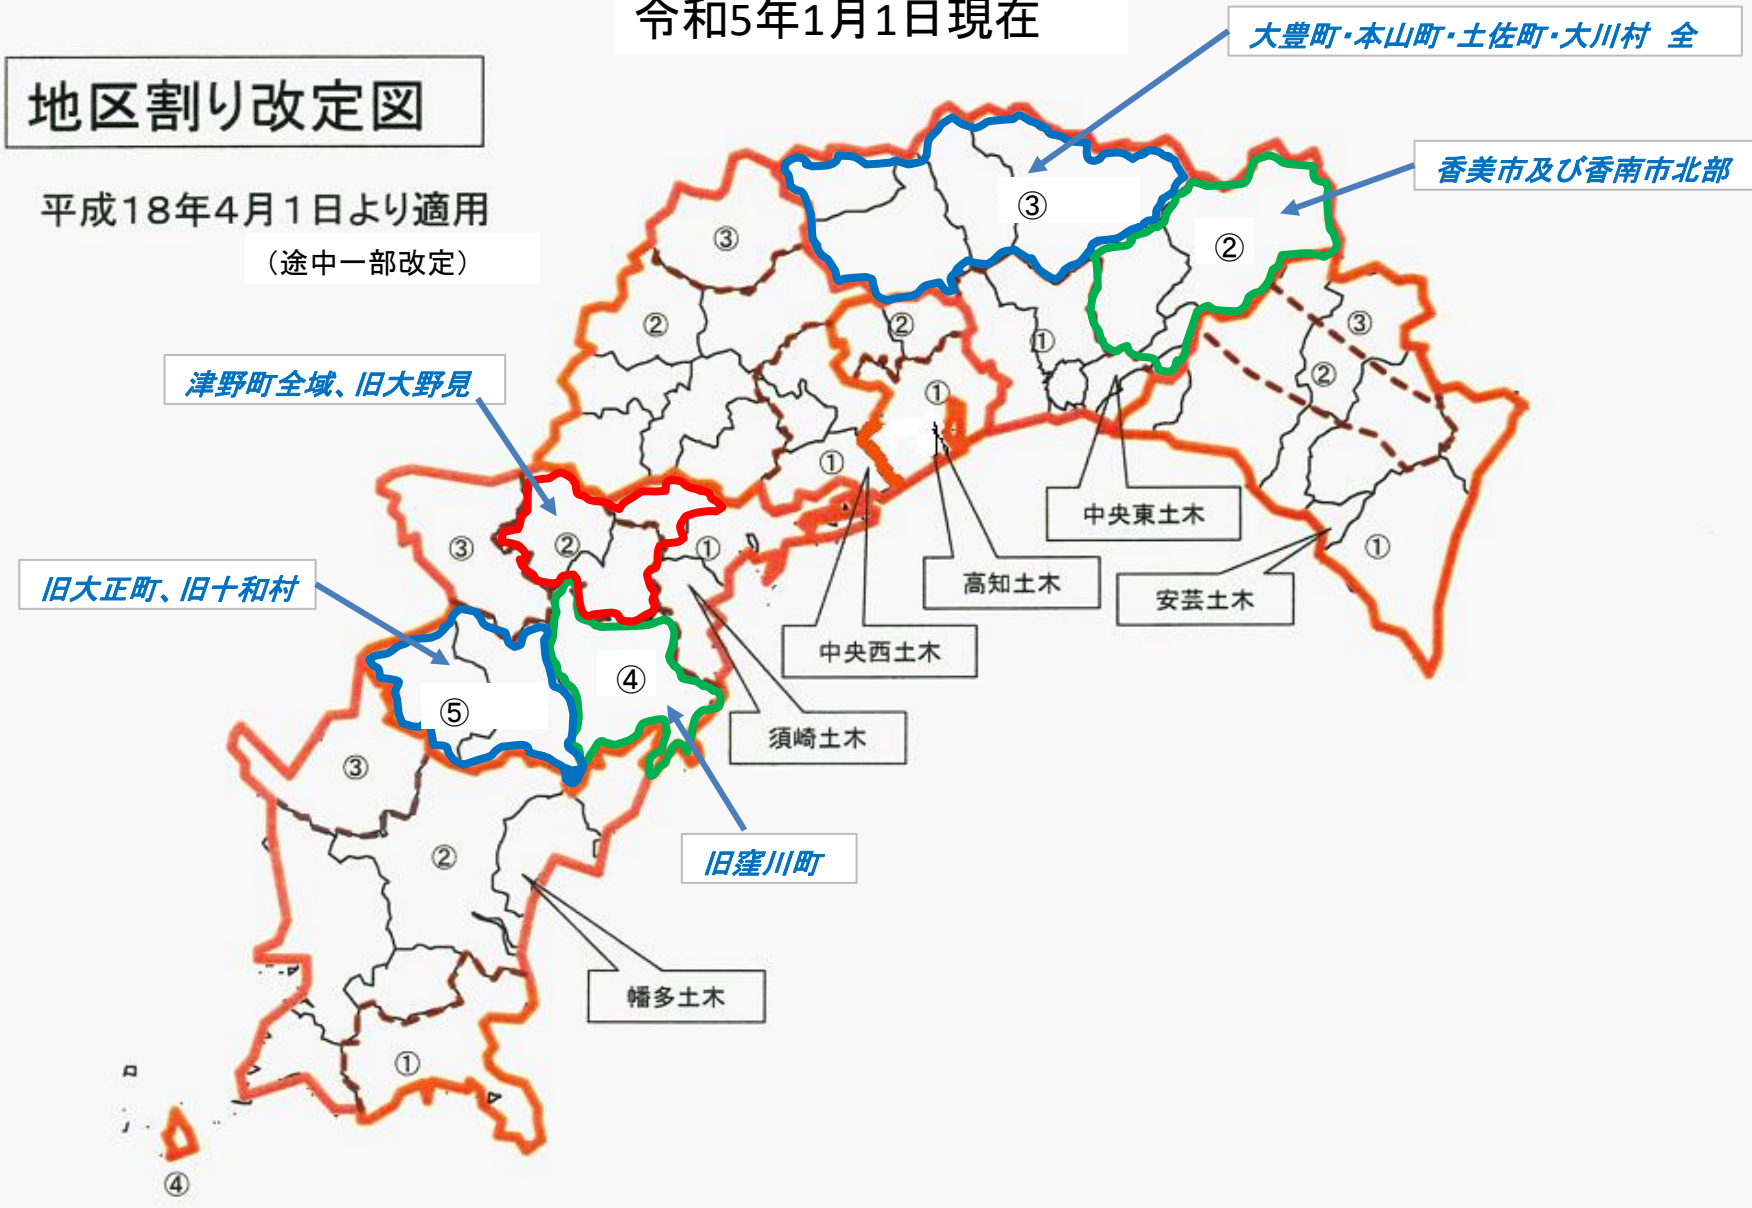 令和5年1月1日現在
地区割り改定図
平成18年4月1日より適用
（途中一部改定）
大豊町・本山町・土佐町・大川村　全
香美市及び香南市北部
津野町全域、旧大野見
旧大正町、旧十和村
旧窪川町
③
③
②
②
②
①
③
②
①
①
①
中央東土木
高知土木
安芸土木
中央西土木
須崎土木
幡多土木
③
②
①
④
⑤
③
②
①
④